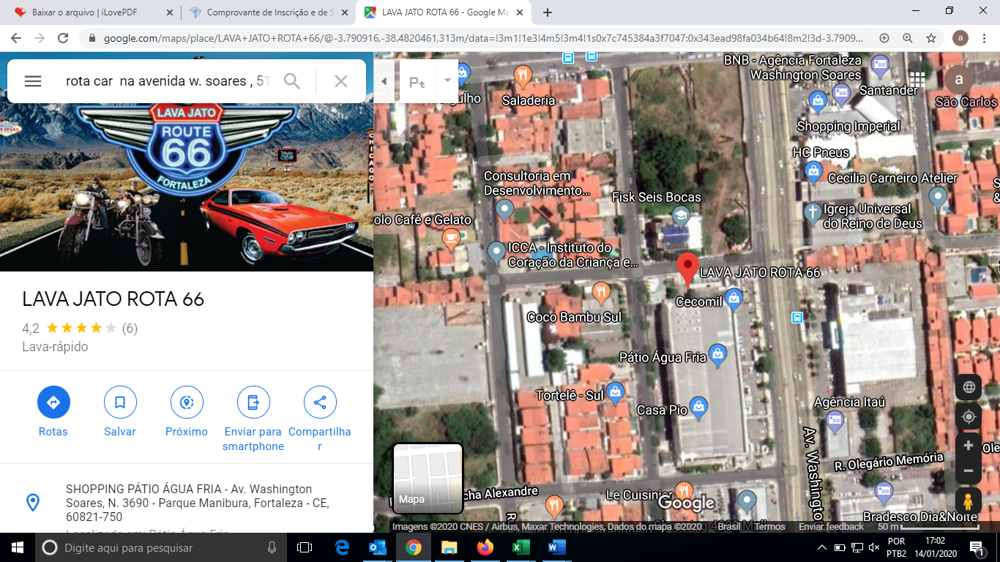 Baixar o arquivo | iLovePDF
Comprovante de Inscrição e de S
LAVA JATO ROTA 66 - Google Ma
google.com/maps/place/LAVA+JATO+ROTA+66/@-3.790916,-38.4820461,313m/data=!3m1!1e3!4m5!3m4!1s0x7c745384a3f7047:0x343ead98fa034b64!8m2!3d-3.7909...
a
rota car na avenida w. soares , 51
LAVA JATO
ROUTE
66
FORTALEZA
VEGAS
CHICAGO
LAVA JATO ROTA 66
4,2
(6)
Lava-rápido
Rotas
Salvar
Próximo
Enviar para
smartphone
Compartilha
r
SHOPPING PÁTIO ÁGUA FRIA - Av. Washington
Soares, N. 3690 - Parque Manibura, Fortaleza - CE,
60821-750
Localizado em: Pátio Água Fria
Saladeria
BNB - Agência Fortaleza
Washington Soares
a
Santander
São Carlos
Shopping Imperial
HC Pneus
Consultoria em
Desenvolvimento...
Cecilia Carneiro Atelier
Fisk Seis Bocas
Igreja Universal
do Reino de Deus
olo Café e Gelato
ICCA - Instituto do
Coração da Criança e...
LAVA JATO ROTA 66
Cecomil
Coco Bambu Sul
Pátio Água Fria
Tortelê - Sul
Casa Pio
Agência Itaú
Av. Washington
R. Olegário Memória
Ole
cha Alexandre
Le Cuisinier
Google
Mapa
Bradesco Dia&Noite
Imagens ©2020 CNES / Airbus, Maxar Technologies, Dados do mapa ©2020
Brasil
Termos
Enviar feedback
50 m
Digite aqui para pesquisar
POR
PTB2
17:02
14/01/2020
1